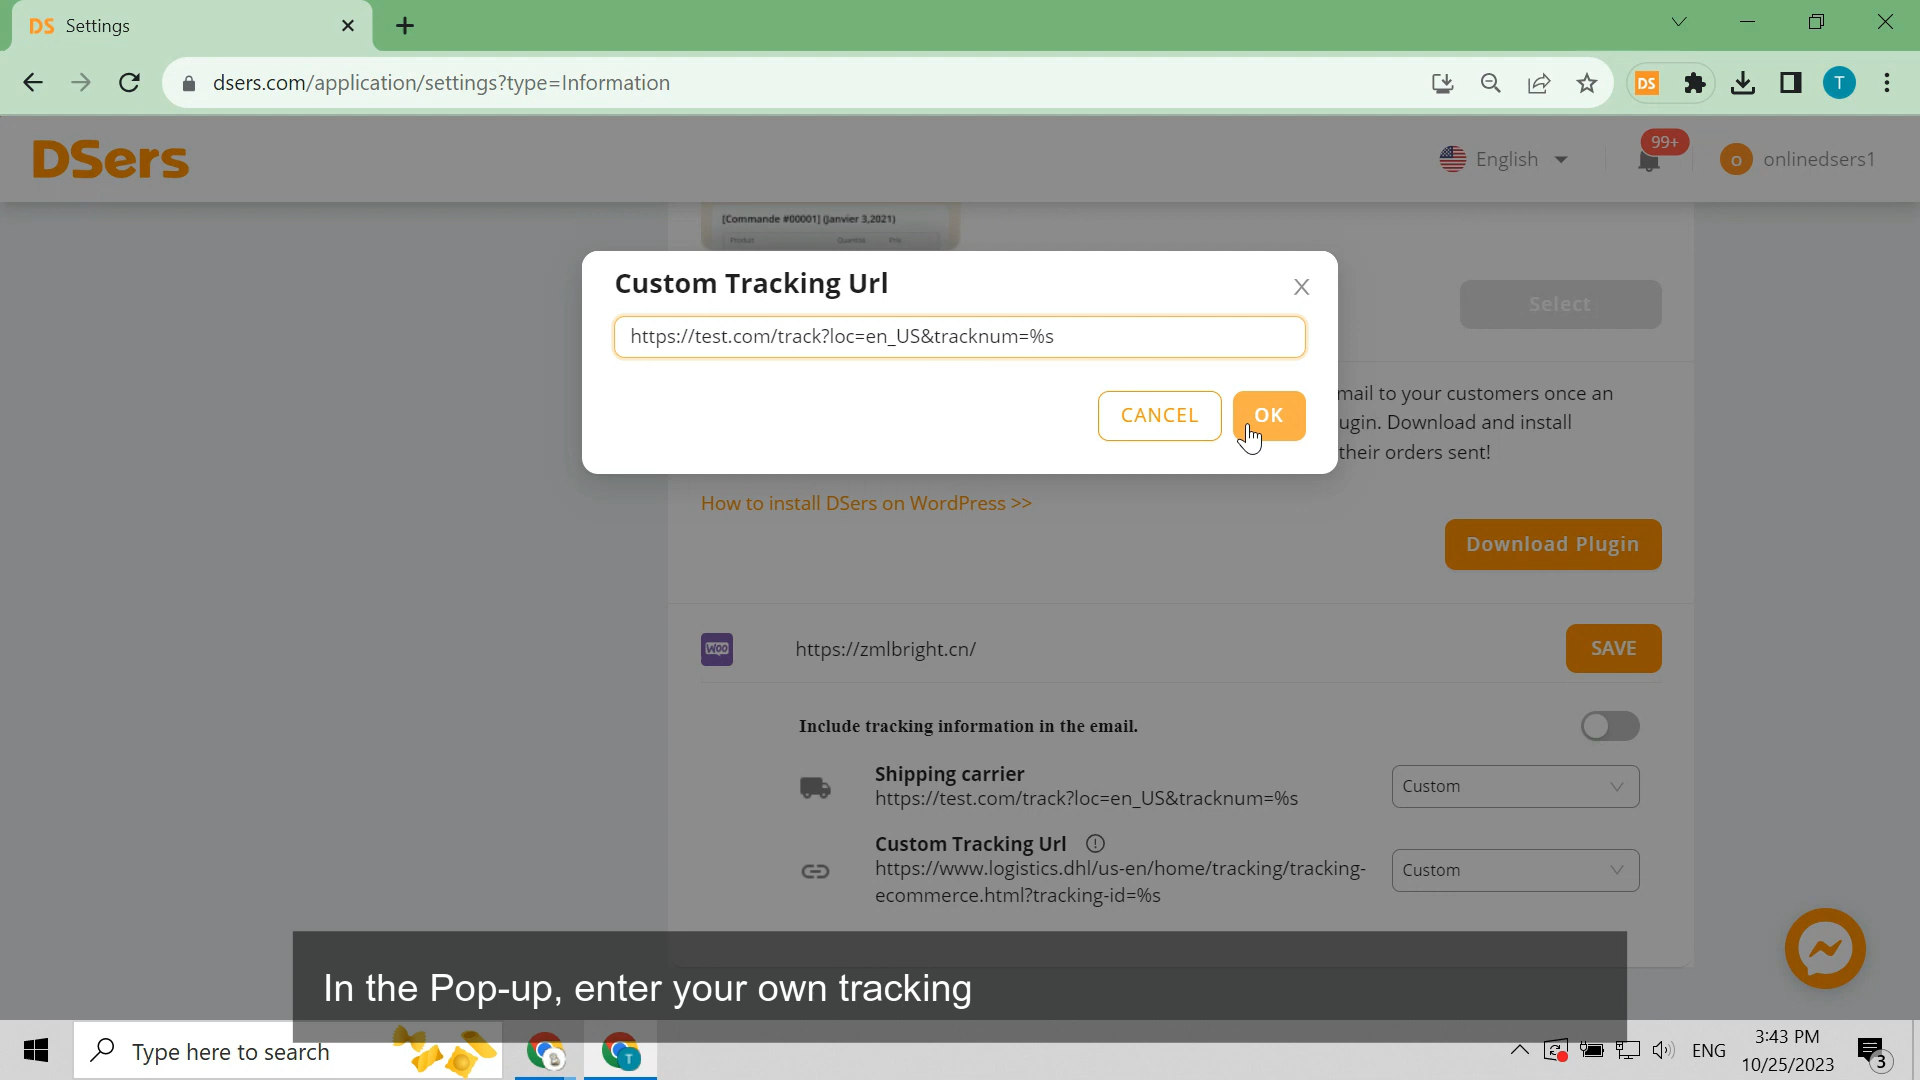 DS Settings
dsers.com/application/settings?type=Information
DS
T
DSers
English
99+
o onlinedsers1
[Commande #00001] (Janvier 3,2021)
Produit Quantité Prix
Custom Tracking Url
X
https://test.com/track?loc=en_US&tracknum=%s
Select
CANCEL
OK
mail to your customers once an
ugin. Download and install
their orders sent!
How to install DSers on WordPress >>
Download Plugin
Woo
https://zmlbright.cn/
SAVE
Include tracking information in the email.
Shipping carrier
https://test.com/track?loc=en_US&tracknum=%s
Custom
Custom Tracking Url
https://www.logistics.dhl/us-en/home/tracking/tracking-
ecommerce.html?tracking-id=%s
Custom
In the Pop-up, enter your own tracking
Type here to search
T
ENG
3:43 PM
10/25/2023
3